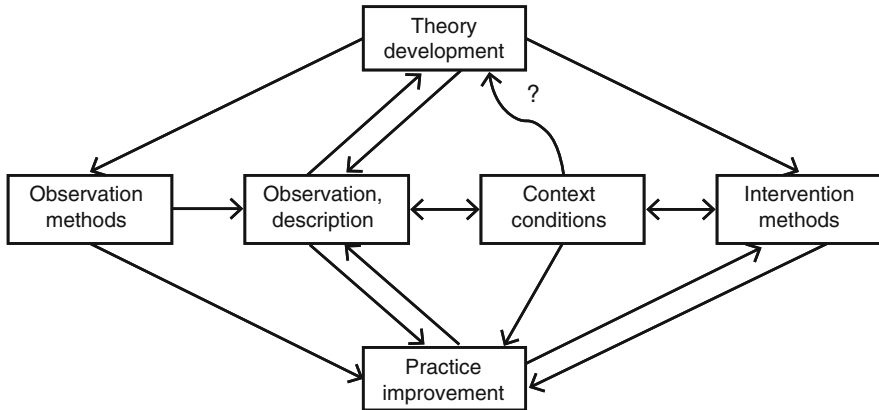 Theory
development
?
Observation
methods
Observation,
description
Context
conditions
Intervention
methods
Practice
improvement